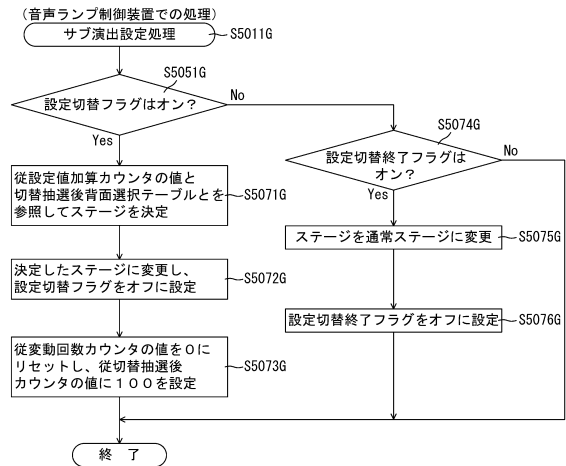 （音声ランプ制御装置での処理）
サブ演出設定処理
S5011G
S5051G
設定切替フラグはオン？
No
Yes
S5074G
設定切替終了フラグは
オン？
No
Yes
従設定値加算カウンタの値と
切替抽選後背面選択テーブルとを
参照してステージを決定
S5071G
ステージを通常ステージに変更
S5075G
決定したステージに変更し、
設定切替フラグをオフに設定
S5072G
設定切替終了フラグをオフに設定
S5076G
従変動回数カウンタの値を０に
リセットし、従切替抽選後
カウンタの値に１００を設定
S5073G
終　了